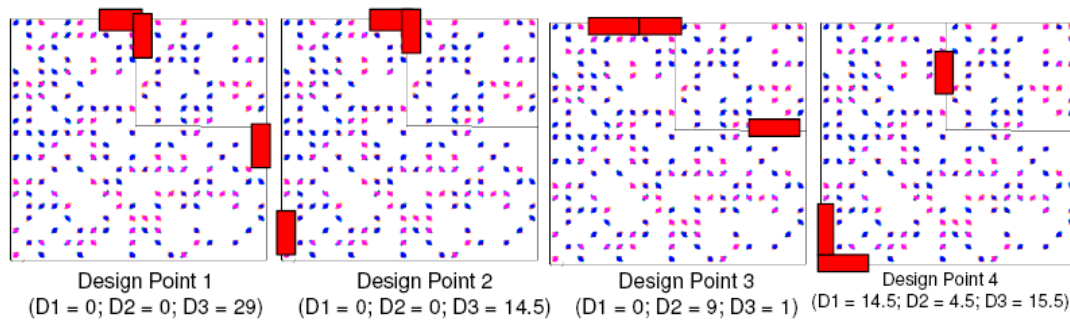 Design Point 1
(D1 = 0; D2 = 0; D3 = 29)
Design Point 2
(D1 = 0; D2 = 0; D3 = 14.5)
Design Point 3
(D1 = 0; D2 = 9; D3 = 1)
Design Point 4
(D1 = 14.5; D2 = 4.5; D3 = 15.5)